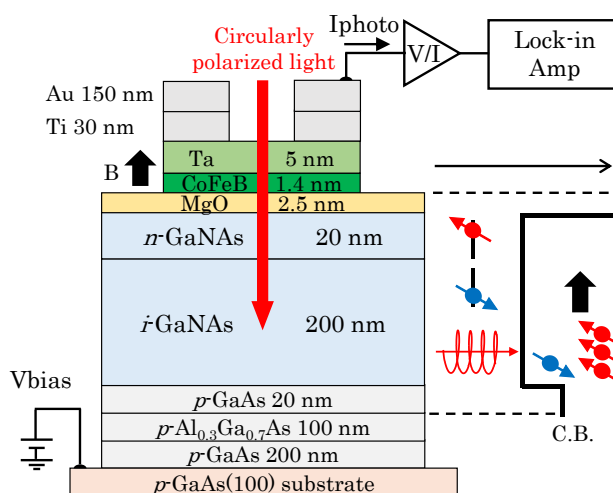 Iphoto
Circularly
polarized light
V/I
Lock-in
Amp
Au 150 nm
Ti 30 nm
B
Ta 5 nm
CoFeB 1.4 nm
MgO 2.5 nm
n-GaNAs 20 nm
i-GaNAs 200 nm
Vbias
p-GaAs 20 nm
p-Al0.3Ga0.7As 100 nm
p-GaAs 200 nm
p-GaAs(100) substrate
C.B.